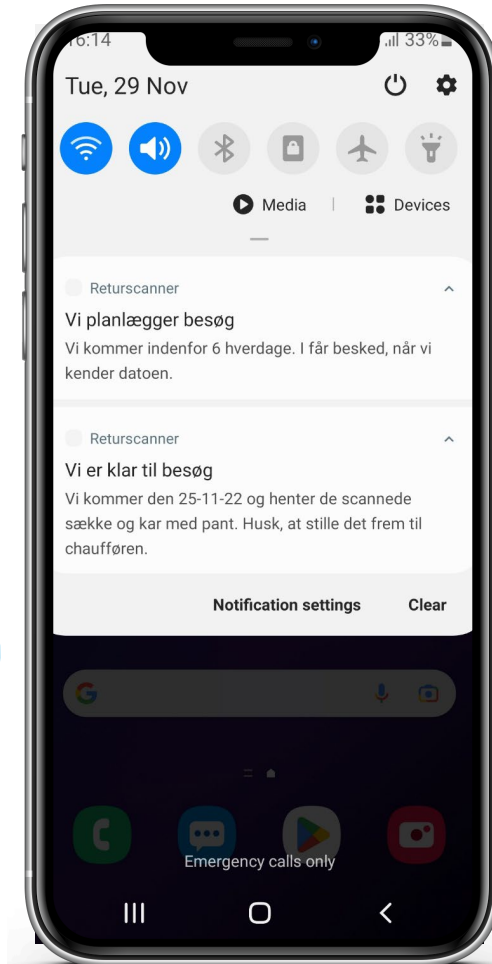 16:14
33%
Tue, 29 Nov
Media
Devices
Returscanner
Vi planlægger besøg
Vi kommer indenfor 6 hverdage. I får besked, når vi
kender datoen.
Returscanner
Vi er klar til besøg
Vi kommer den 25-11-22 og henter de scannede
sække og kar med pant. Husk, at stille det frem til
chaufføren.
Notification settings
Clear
G
Emergency calls only